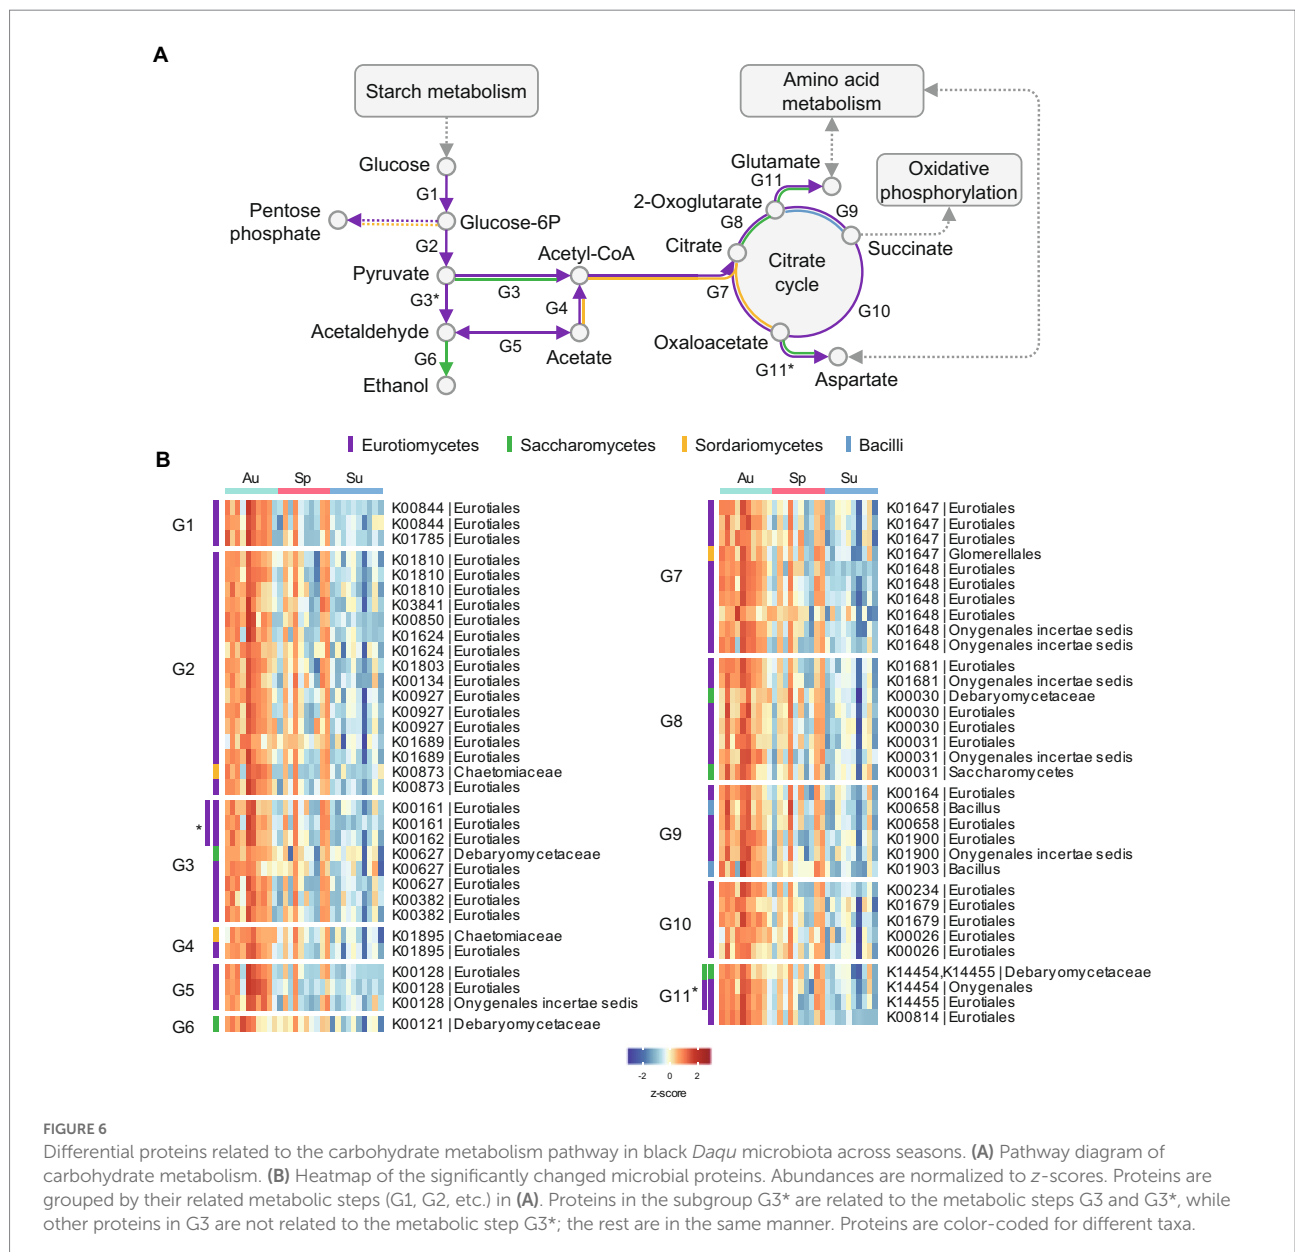 A
Starch metabolism
Amino acid
metabolism
Oxidative
phosphorylation
Glucose
G1
Pentose
phosphate
Glucose-6P
G2
Pyruvate
G3*
G3
Acetyl-CoA
G4
Acetaldehyde
G5
Acetate
G6
Ethanol
Glutamate
G11
2-Oxoglutarate
G8
G9
Citrate
Succinate
Citrate
cycle
G7
G10
Oxaloacetate
G11*
Aspartate
Eurotiomycetes
Saccharomycetes
Sordariomycetes
Bacilli
B
Au Sp Su
G1
K00844|Eurotiales
K00844|Eurotiales
K01785|Eurotiales
G2
K01810|Eurotiales
K01810|Eurotiales
K01810|Eurotiales
K03841|Eurotiales
K00850|Eurotiales
K01624|Eurotiales
K01624|Eurotiales
K01803|Eurotiales
K00134|Eurotiales
K00927|Eurotiales
K00927|Eurotiales
K00927|Eurotiales
K01689|Eurotiales
K01689|Eurotiales
K00873|Chaetomiaceae
K00873|Eurotiales
*
G3
K00161|Eurotiales
K00161|Eurotiales
K00162|Eurotiales
K00627|Debaryomycetaceae
K00627|Eurotiales
K00627|Eurotiales
K00382|Eurotiales
K00382|Eurotiales
G4
K01895|Chaetomiaceae
K01895|Eurotiales
G5
K00128|Eurotiales
K00128|Eurotiales
K00128|Onygenales incertae sedis
G6
K00121|Debaryomycetaceae
Au Sp Su
G7
K01647|Eurotiales
K01647|Eurotiales
K01647|Eurotiales
K01647|Glomerellales
K01648|Eurotiales
K01648|Eurotiales
K01648|Eurotiales
K01648|Eurotiales
K01648|Onygenales incertae sedis
K01648|Onygenales incertae sedis
G8
K01681|Eurotiales
K01681|Onygenales incertae sedis
K00030|Debaryomycetaceae
K00030|Eurotiales
K00030|Eurotiales
K00031|Eurotiales
K00031|Onygenales incertae sedis
K00031|Saccharomycetes
G9
K00164|Eurotiales
K00658|Bacillus
K00658|Eurotiales
K01900|Eurotiales
K01900|Onygenales incertae sedis
K01903|Bacillus
G10
K00234|Eurotiales
K01679|Eurotiales
K01679|Eurotiales
K00026|Eurotiales
K00026|Eurotiales
G11*
K14454,K14455|Debaryomycetaceae
K14454|Onygenales
K14455|Eurotiales
K00814|Eurotiales
-2 0 2
z-score
FIGURE 6
Differential proteins related to the carbohydrate metabolism pathway in black Daqu microbiota across seasons. (A) Pathway diagram of
carbohydrate metabolism. (B) Heatmap of the significantly changed microbial proteins. Abundances are normalized to z-scores. Proteins are
grouped by their related metabolic steps (G1, G2, etc.) in (A). Proteins in the subgroup G3* are related to the metabolic steps G3 and G3*, while
other proteins in G3 are not related to the metabolic step G3*; the rest are in the same manner. Proteins are color-coded for different taxa.